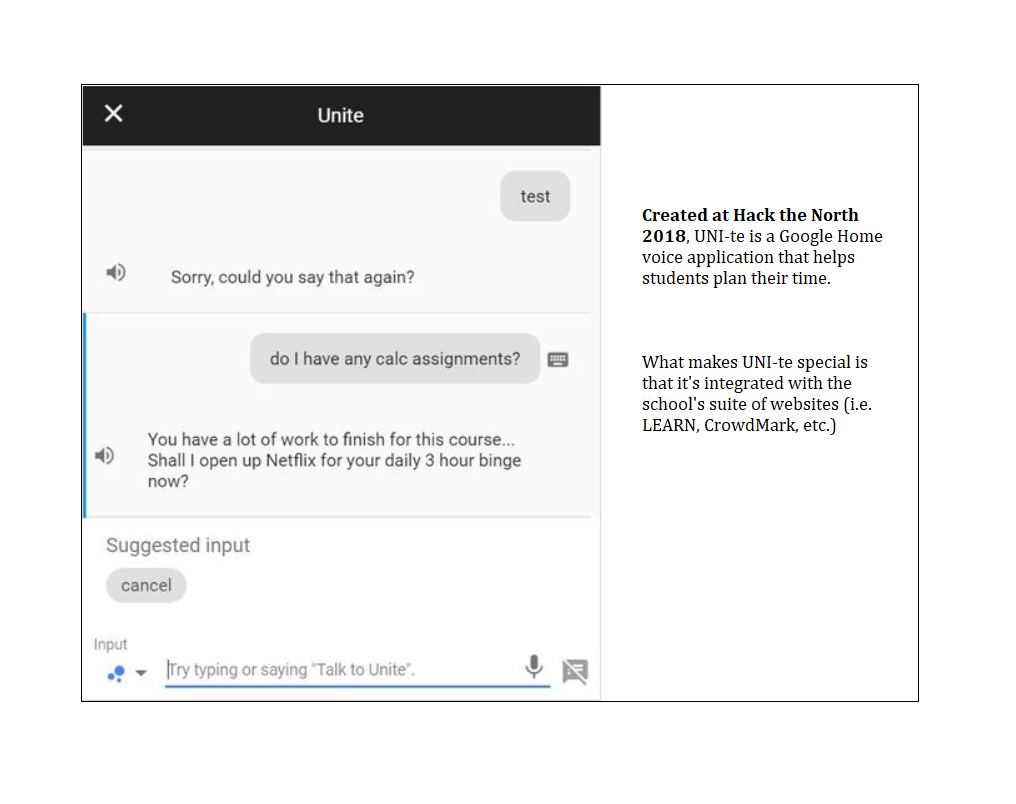 Unite
test
Sorry, could you say that again?
do I have any calc assignments?
You have a lot of work to finish for this course...
Shall I open up Netflix for your daily 3 hour binge
now?
Suggested input
cancel
Input
Try typing or saying "Talk to Unite".
Created at Hack the North
2018, UNI-te is a Google Home
voice application that helps
students plan their time.
What makes UNI-te special is
that it's integrated with the
school's suite of websites (i.e.
LEARN, CrowdMark, etc.)